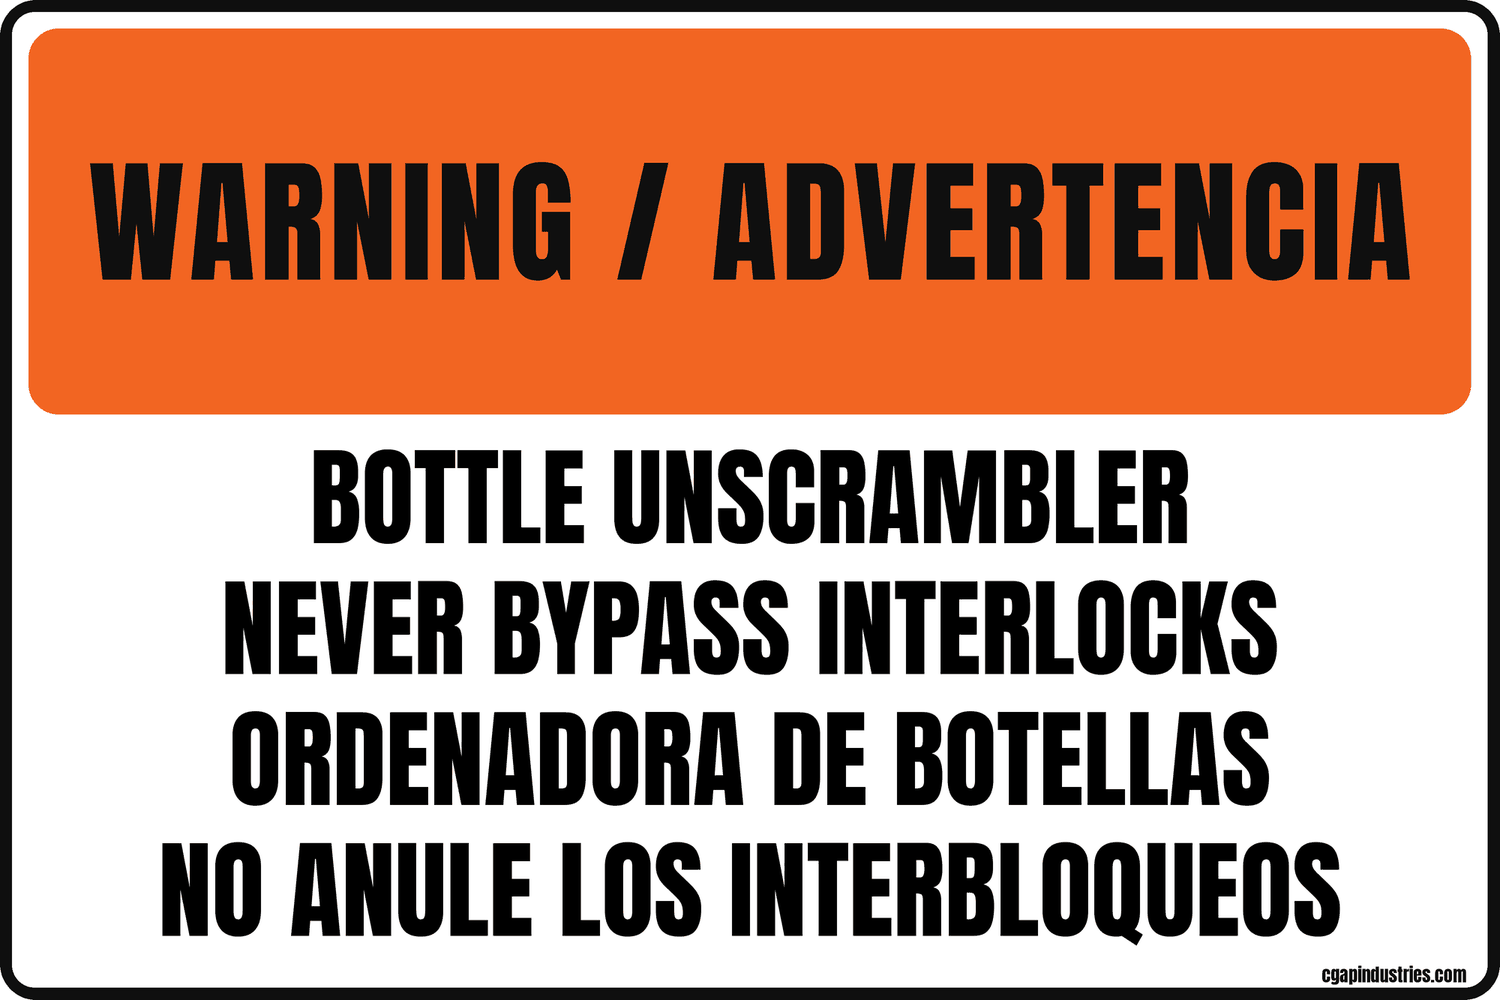 WARNING / ADVERTENCIA
BOTTLE UNSCRAMBLER
NEVER BYPASS INTERLOCKS
ORDENADORA DE BOTELLAS
NO ANULE LOS INTERBLOQUEOS
cgapindustries.com